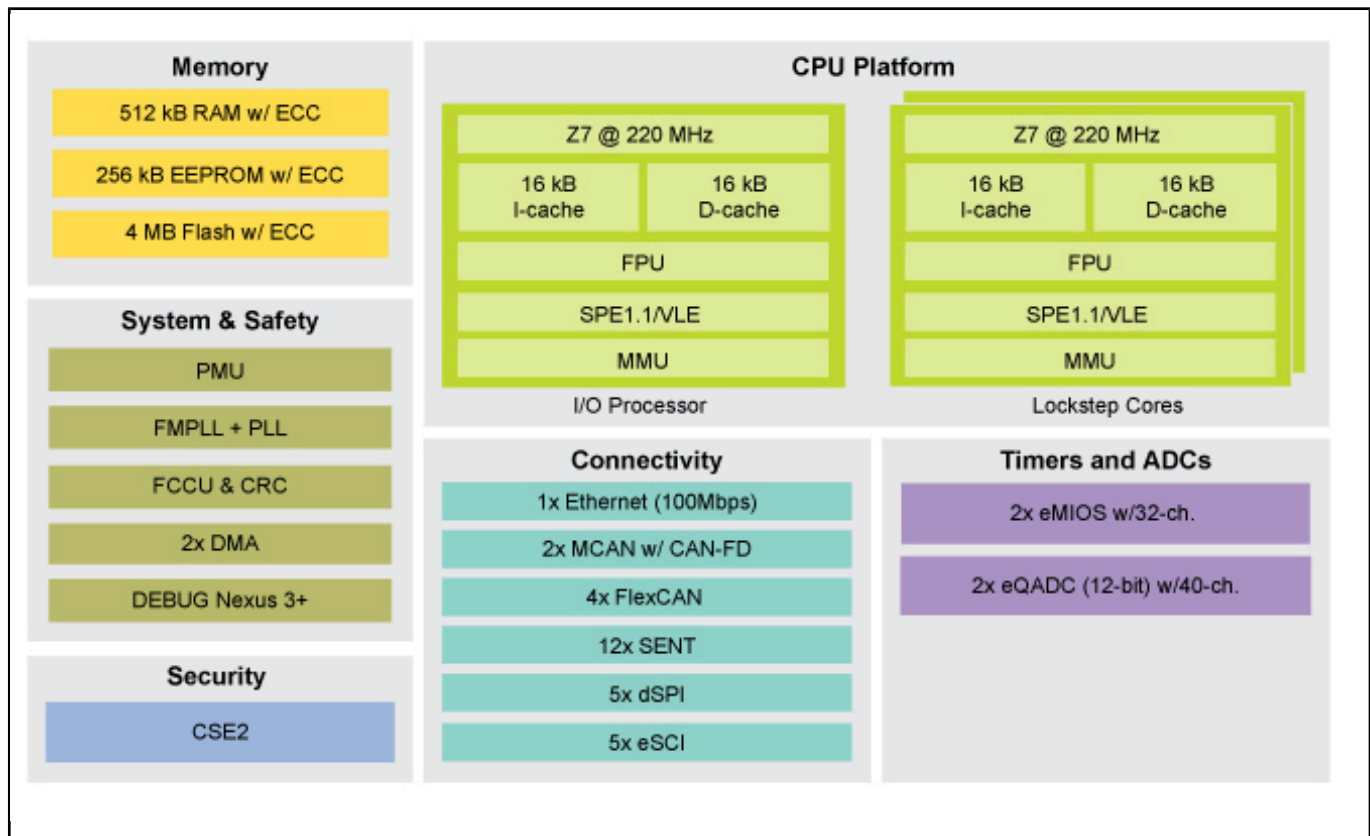 Memory
512 kB RAM w/ ECC
256 kB EEPROM w/ ECC
4 MB Flash w/ ECC
System & Safety
PMU
FMPLL + PLL
FCCU & CRC
2x DMA
DEBUG Nexus 3+
Security
CSE2
CPU Platform
Z7 @ 220 MHz
16 kB
I-cache
16 kB
D-cache
FPU
SPE1.1/VLE
MMU
I/O Processor
Z7 @ 220 MHz
16 kB
I-cache
16 kB
D-cache
FPU
SPE1.1/VLE
MMU
Lockstep Cores
Connectivity
1x Ethernet (100Mbps)
2x MCAN w/ CAN-FD
4x FlexCAN
12x SENT
5x dSPI
5x eSCI
Timers and ADCs
2x eMIOS w/32-ch.
2x eQADC (12-bit) w/40-ch.